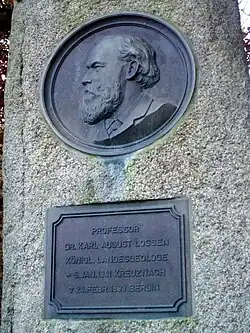 PROFESSOR
DR. KARL AUGUST LOSSEN
KÖNIGL. LANDESGEOLOGE
* 5. JAN. 1841 KREUZNACH
† 24. FEBR. 1893 BERLIN